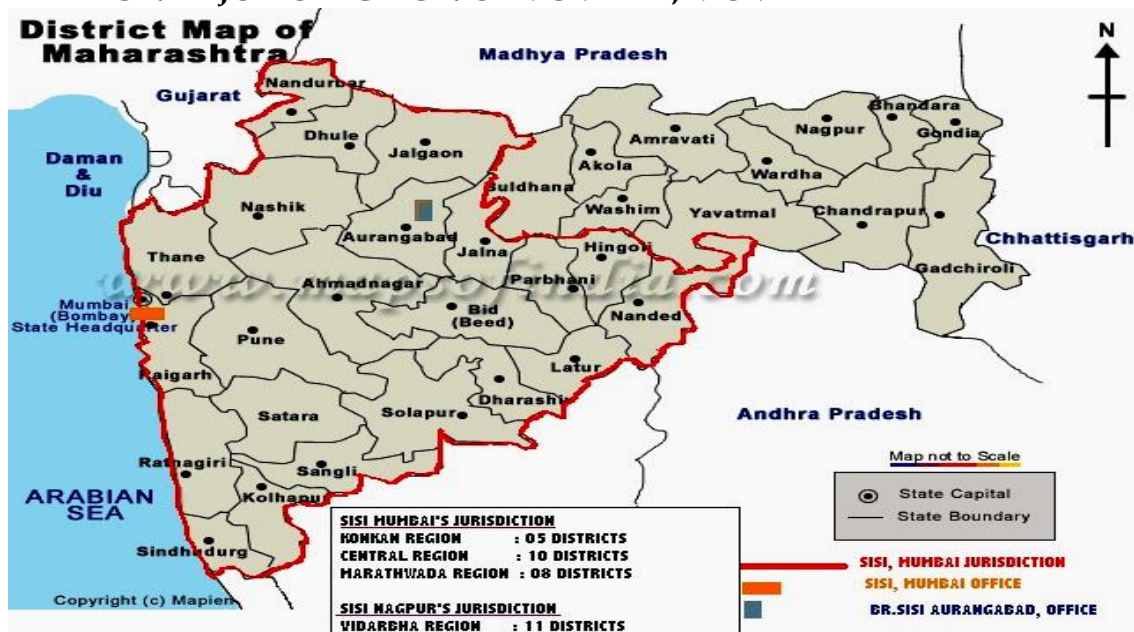 District Map of
Maharashtra
Madhya Pradesh
N
Gujarat
Nandurbar
Bhandara
Dhule
Jalgaon
Amravati
Nagpur
Gondia
Daman
&
Diu
Akola
Wardha
Buldhana
Nashik
Washim
Yavatmal
Chandrapur
Aurangabad
Hingoli
Chhattisgarh
Thane
Jalna
Parbhani
Gadchiroli
www.mapsofindia.com
Ahmadnagar
Mumbai
(Bombay)
State Headquarter
Bid
(Beed)
Nanded
Pune
Latur
Raigarh
Dharashiv
Satara
Solapur
Andhra Pradesh
Ratnagiri
Sangli
Map not to Scale
ARABIAN
SEA
Kolhapur
State Capital
State Boundary
Sindhudurg
SISI MUMBAI'S JURISDICTION
KONKAN REGION : 05 DISTRICTS
CENTRAL REGION : 10 DISTRICTS
MARATHWADA REGION : 08 DISTRICTS
SISI NAGPUR'S JURISDICTION
VIDARBHA REGION : 11 DISTRICTS
SISI, MUMBAI JURISDICTION
SISI, MUMBAI OFFICE
BR.SISI AURANGABAD, OFFICE
Copyright (c) Mapien